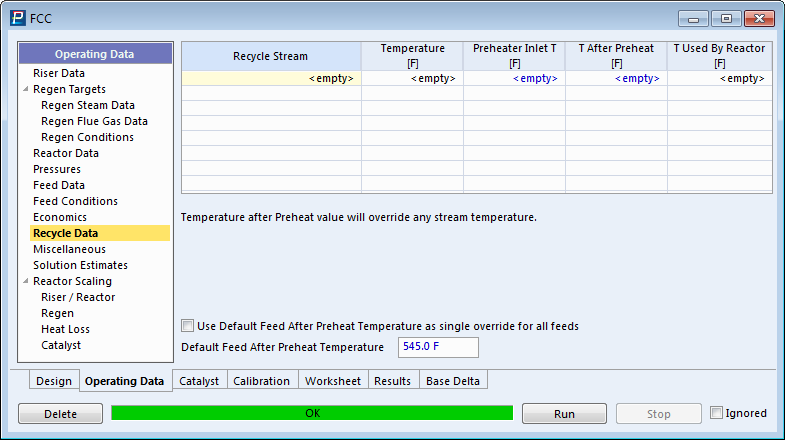 FCC
Operating Data
Riser Data
Regen Targets
Regen Steam Data
Regen Flue Gas Data
Regen Conditions
Reactor Data
Pressures
Feed Data
Feed Conditions
Economics
Recycle Data
Miscellaneous
Solution Estimates
Reactor Scaling
Riser / Reactor
Regen
Heat Loss
Catalyst
Recycle Stream Temperature [F] Preheater Inlet T [F] T After Preheat [F] T Used By Reactor [F]
<empty> <empty> <empty> <empty> <empty>
Temperature after Preheat value will override any stream temperature.
Use Default Feed After Preheat Temperature as single override for all feeds
Default Feed After Preheat Temperature 545.0 F
Design Operating Data Catalyst Calibration Worksheet Results Base Delta
Delete OK Run Stop Ignored